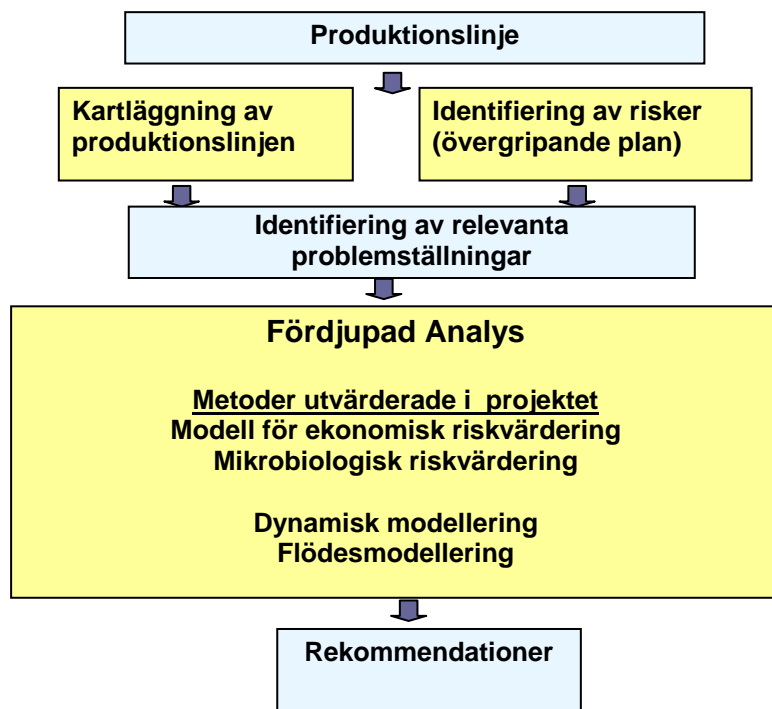 Produktionslinje
Kartläggning av
produktionslinjen
Identifiering av risker
(övergripande plan)
Identifiering av relevanta
problemställningar
Fördjupad Analys
Metoder utvärderade i projektet
Modell för ekonomisk riskvärdering
Mikrobiologisk riskvärdering
Dynamisk modellering
Flödesmodellering
Rekommendationer